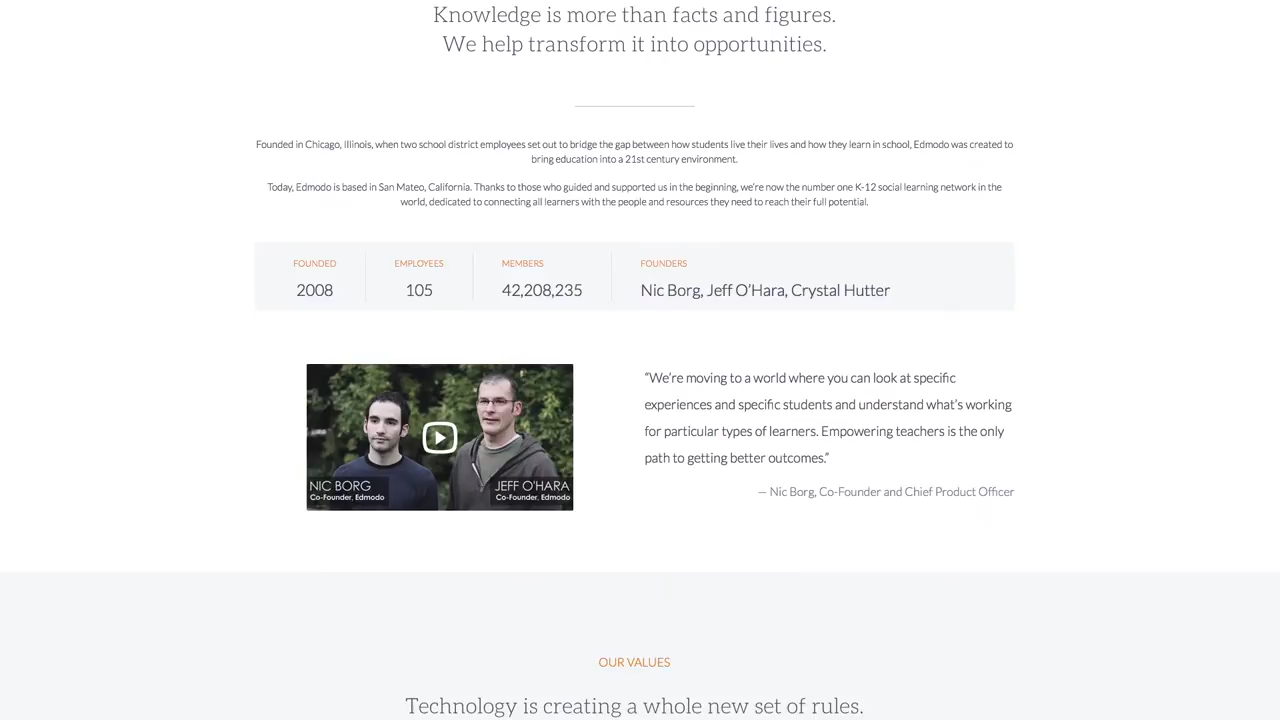 Knowledge is more than facts and figures.
We help transform it into opportunities.
Founded in Chicago, Illinois, when two school district employees set out to bridge the gap between how students live their lives and how they learn in school, Edmodo was created to
bring education into a 21st century environment.
Today, Edmodo is based in San Mateo, California. Thanks to those who guided and supported us in the beginning, we're now the number one K-12 social learning network in the
world, dedicated to connecting all learners with the people and resources they need to reach their full potential.
FOUNDED EMPLOYEES MEMBERS FOUNDERS
2008 105 42,208,235 Nic Borg, Jeff O'Hara, Crystal Hutter
NIC BORG
Co-Founder, Edmodo
JEFF O'HARA
Co-Founder, Edmodo
“We're moving to a world where you can look at specific
experiences and specific students and understand what's working
for particular types of learners. Empowering teachers is the only
path to getting better outcomes.”
— Nic Borg, Co-Founder and Chief Product Officer
OUR VALUES
Technology is creating a whole new set of rules.